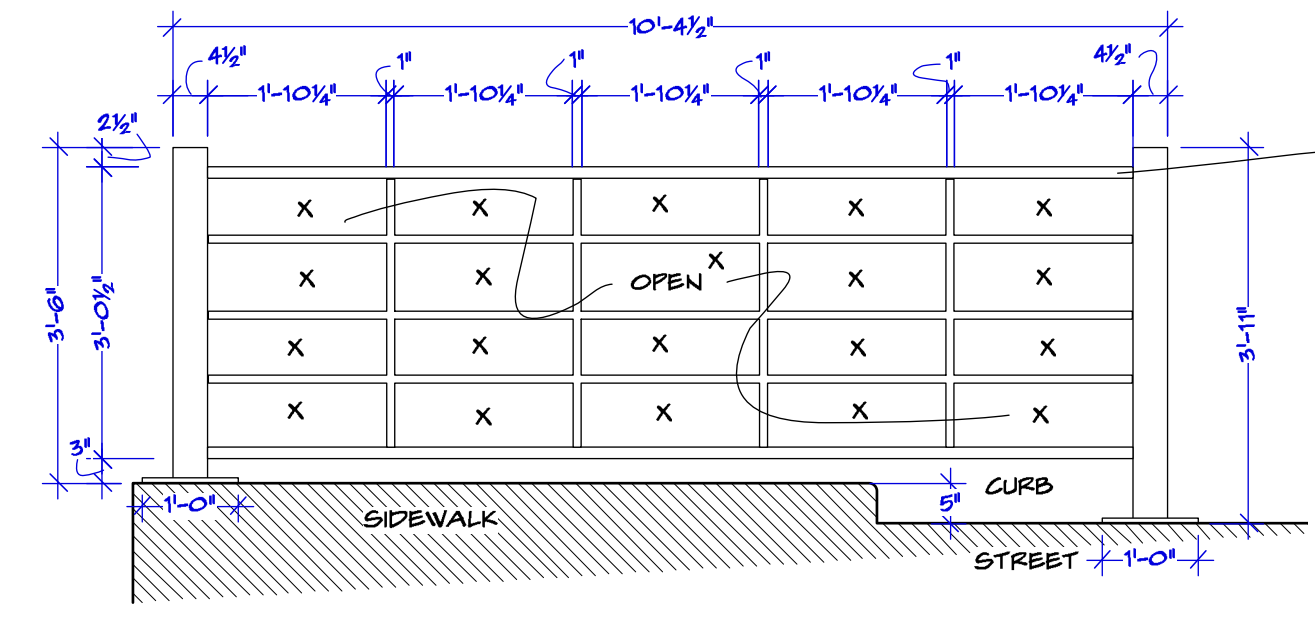 10'-4½"
4½" 1" 1" 1" 1" 4½"
1'-10¼" 1'-10¼" 1'-10¼" 1'-10¼" 1'-10¼"
2½"
X X X X X
X X X X X
OPEN
3'-6" 3'-0½" 3'-11"
X X X X X
X X X X X
3"
CURB
1'-0" 5"
SIDEWALK
STREET 1'-0"